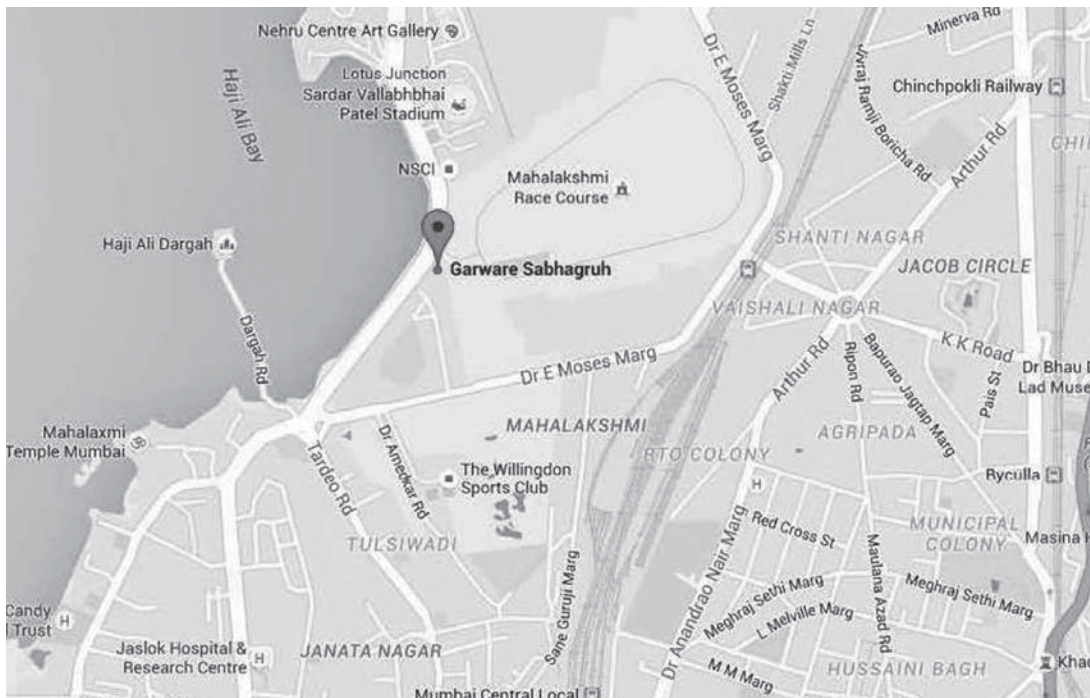 Nehru Centre Art Gallery
Lotus Junction
Sardar Vallabhbhai
Patel Stadium
Haji Ali Bay
NSCI
Mahalakshmi
Race Course
Dr E Moses Marg
Shakti Mills Ln
Minerva Rd
Jivraj Ramji Boricha Rd
Chinchpokli Railway
Arthur Rd
CHI
Haji Ali Dargah
Garware Sabhagruh
SHANTI NAGAR
JACOB CIRCLE
VAISHALI NAGAR
Dargah Rd
Dr E Moses Marg
Arthur Rd
Ripon Rd
Bapurao Jagtap Marg
K K Road
Pais St
Dr Bhau D
Lad Muse
Mahalaxmi
Temple Mumbai
Tardeo Rd
Dr Amedkar Rd
MAHALAKSHMI
RTO COLONY
AGRIPADA
The Willingdon
Sports Club
Byculla
TULSIWADI
Red Cross St
MUNICIPAL
COLONY
Masina H
Sane Guruji Marg
Dr Anandrao Nair Marg
Maulana Azad Rd
Meghraj Sethi Marg
Meghraj Sethi Marg
L Melville Marg
Candy
l Trust
Jaslok Hospital &
Research Centre
JANATA NAGAR
M M Marg
HUSSAINI BAGH
Khad
Mumbai Central Local